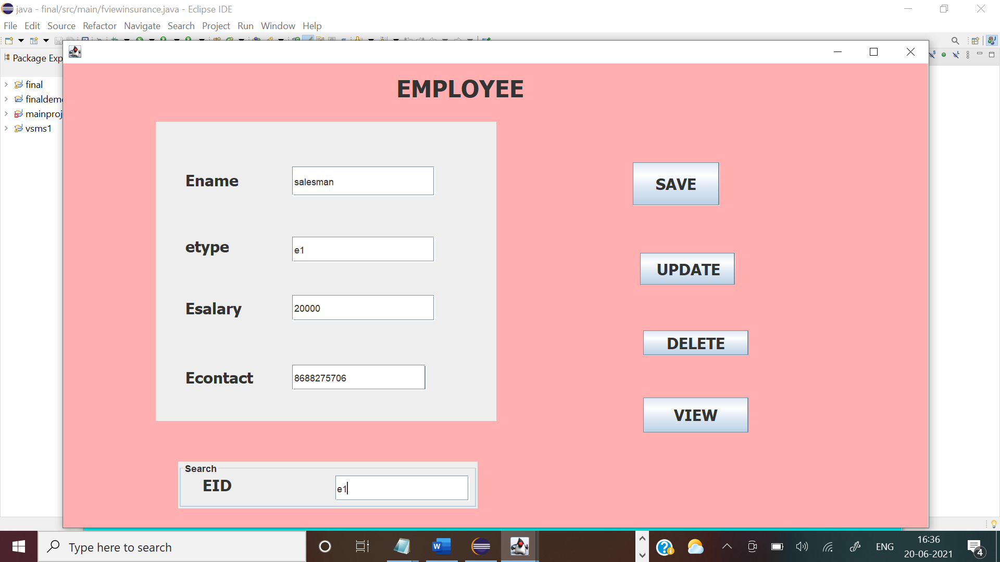 java - final/src/main/fviewinsurance.java - Eclipse IDE
File Edit Source Refactor Navigate Search Project Run Window Help
Package Exp
final
finaldemo
mainproj
vsms1
EMPLOYEE
Ename
salesman
etype
e1
Esalary
20000
Econtact
8688275706
SAVE
UPDATE
DELETE
VIEW
Search
EID
e1
Type here to search
ENG
16:36
20-06-2021
4